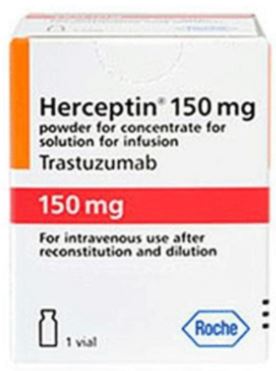 Herceptin® 150 mg
powder for concentrate for
solution for infusion
Trastuzumab
150 mg
For intravenous use after
reconstitution and dilution
1 vial
Roche